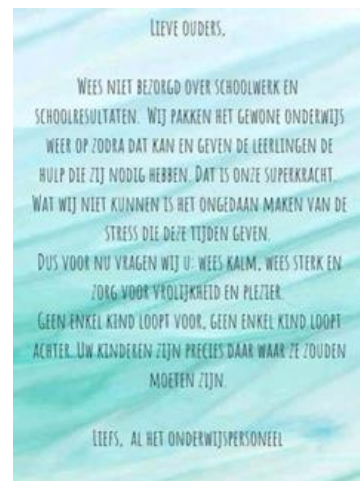 LIEVE OUDERS,
WEES NIET BEZORGD OVER SCHOOLWERK EN
SCHOOLRESULTATEN. WIJ PAKKEN HET GEWONE ONDERWIJS
WEER OP ZODRA DAT KAN EN GEVEN DE LEERLINGEN DE
HULP DIE ZIJ NODIG HEBBEN. DAT IS ONZE SUPERKRACHT.
WAT WIJ NIET KUNNEN IS HET ONGEDAAN MAKEN VAN DE
STRESS DIE DEZE TIJDEN GEVEN.
DUS VOOR NU VRAGEN WIJ U: WEES KALM, WEES STERK EN
ZORG VOOR VROLIJKHEID EN PLEZIER.
GEEN ENKEL KIND LOOPT VOOR, GEEN ENKEL KIND LOOPT
ACHTER. UW KINDEREN ZIJN PRECIES DAAR WAAR ZE ZOUDEN
MOETEN ZIJN.
LIEFS, AL HET ONDERWIJSPERSONEEL